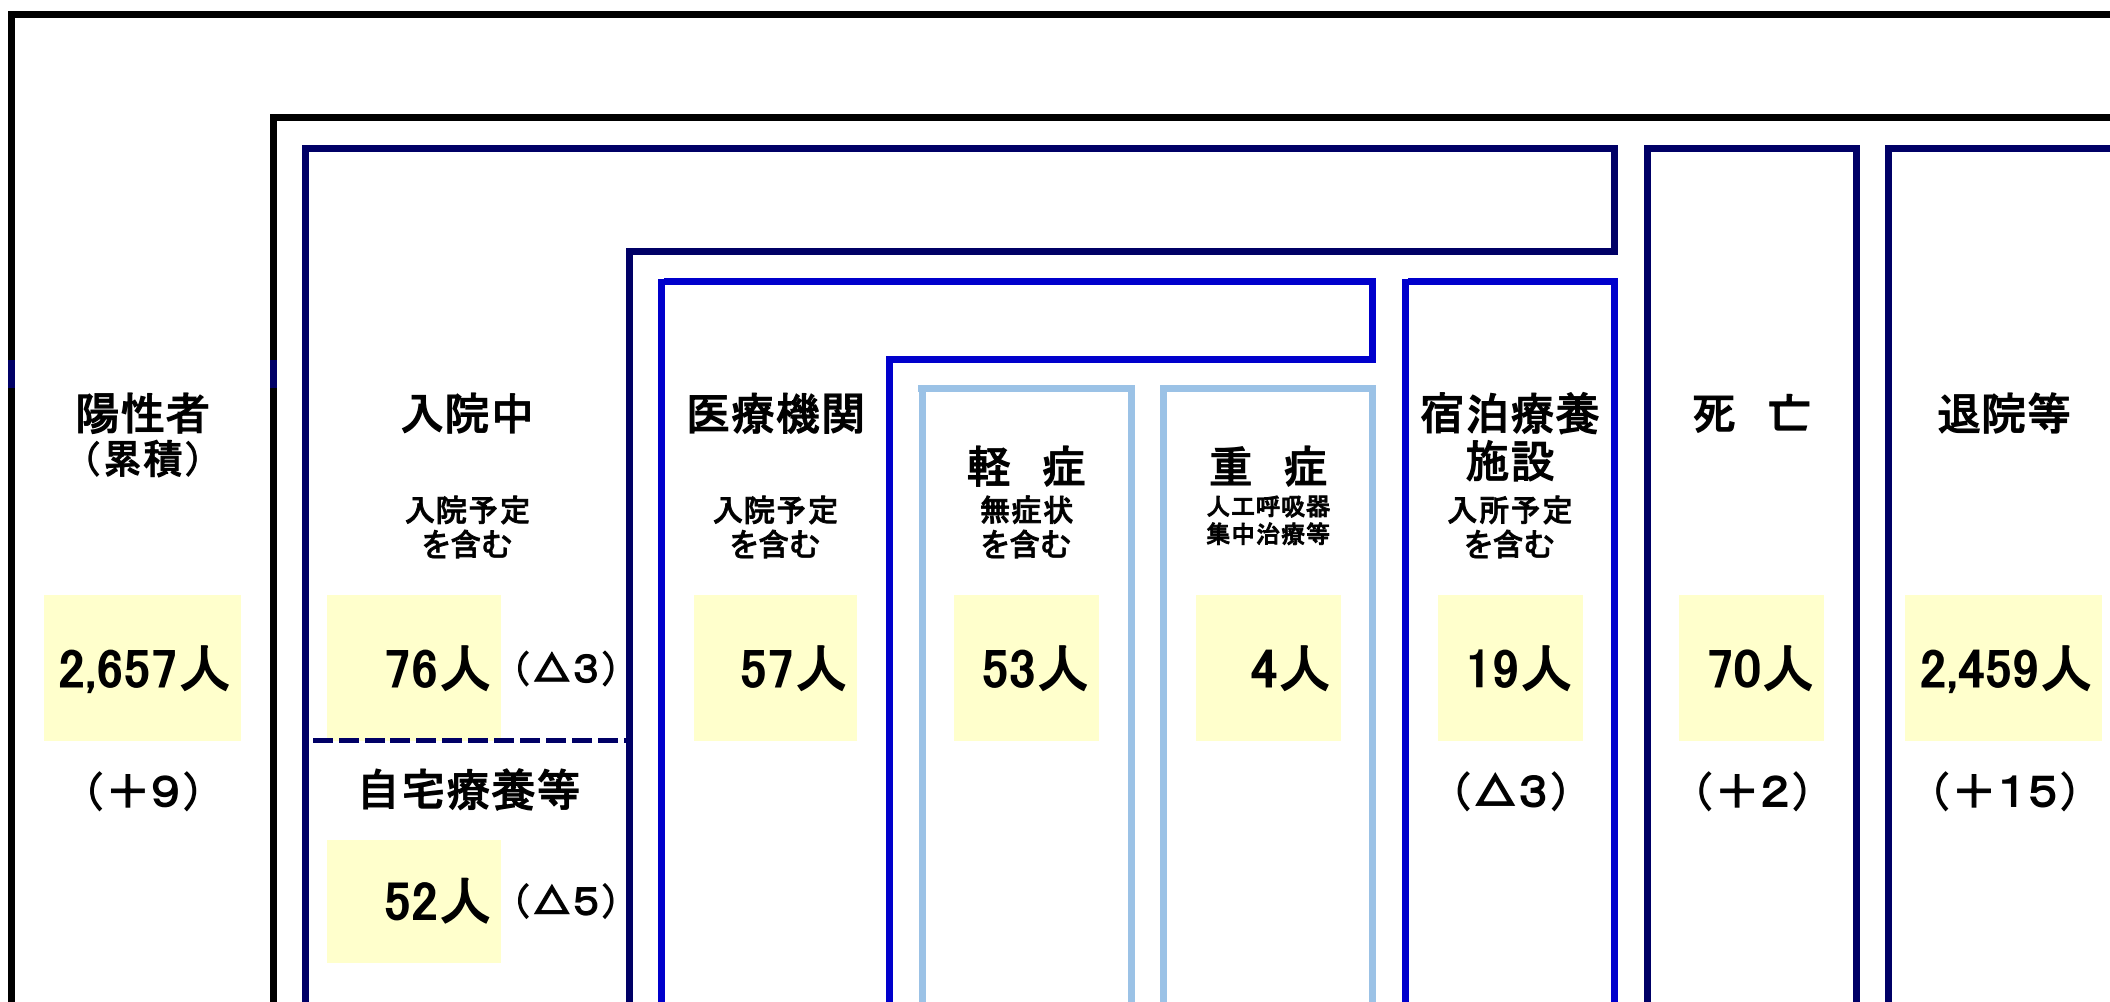 陽性者
（累積）
2,657人
（＋9）
入院中
入院予定
を含む
76人 （△3）
自宅療養等
52人 （△5）
医療機関
入院予定
を含む
57人
軽 症
無症状
を含む
53人
重 症
人工呼吸器
集中治療等
4人
宿泊療養
施設
入所予定
を含む
19人
（△3）
死 亡
70人
（＋2）
退院等
2,459人
（＋15）